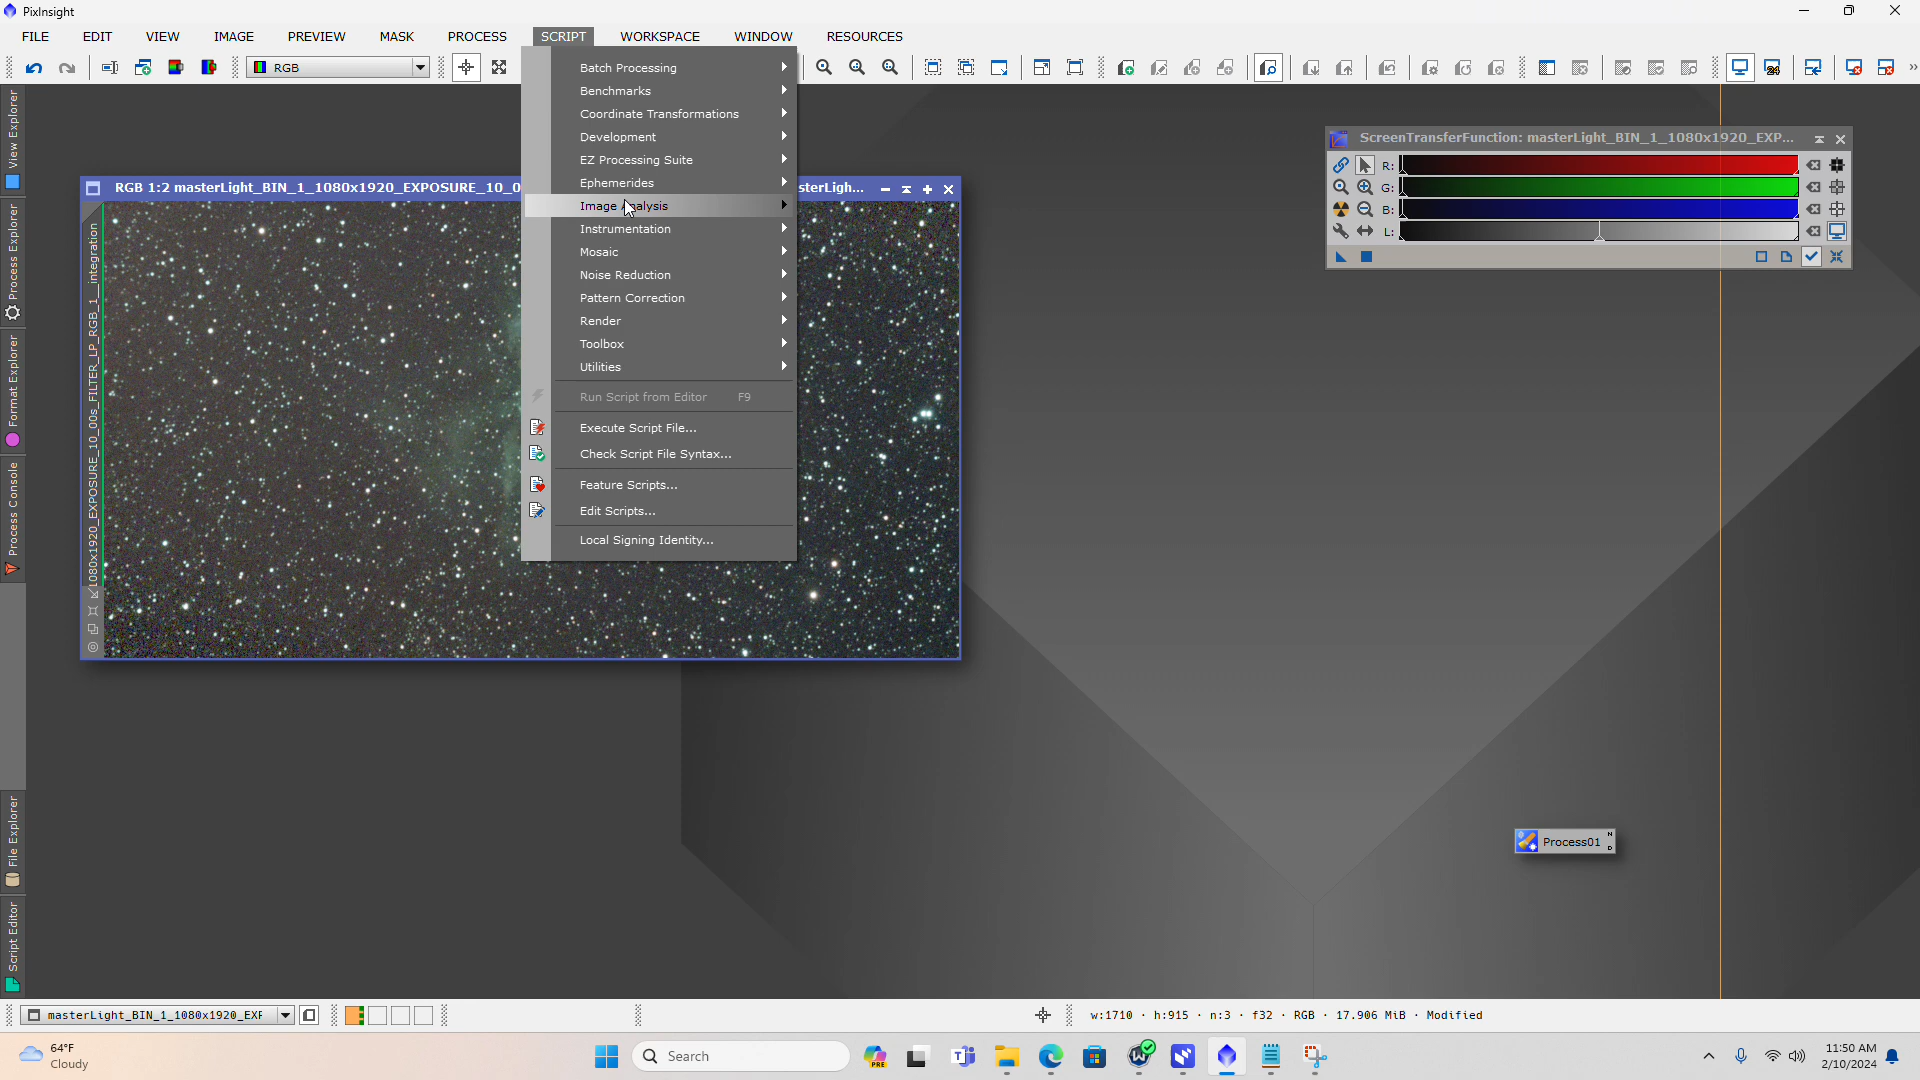 PixInsight
FILE EDIT VIEW IMAGE PREVIEW MASK PROCESS SCRIPT WORKSPACE WINDOW RESOURCES
RGB
24
View Explorer
Process Explorer
Format Explorer
Process Console
File Explorer
Script Editor
RGB 1:2 masterLight_BIN_1_1080x1920_EXPOSURE_10_0
sterLigh...
1080x1920_EXPOSURE_10_00s_FILTER_LP_RGB_1__integration
Batch Processing
Benchmarks
Coordinate Transformations
Development
EZ Processing Suite
Ephemerides
Image Analysis
Instrumentation
Mosaic
Noise Reduction
Pattern Correction
Render
Toolbox
Utilities
Run Script from Editor F9
Execute Script File...
Check Script File Syntax...
Feature Scripts...
Edit Scripts...
Local Signing Identity...
ScreenTransferFunction: masterLight_BIN_1_1080x1920_EXP...
R:
G:
B:
L:
Process01
N
D
masterLight_BIN_1_1080x1920_EXF
w:1710 · h:915 · n:3 · f32 · RGB · 17.906 MiB · Modified
64°F
Cloudy
Search
PRE
11:50 AM
2/10/2024